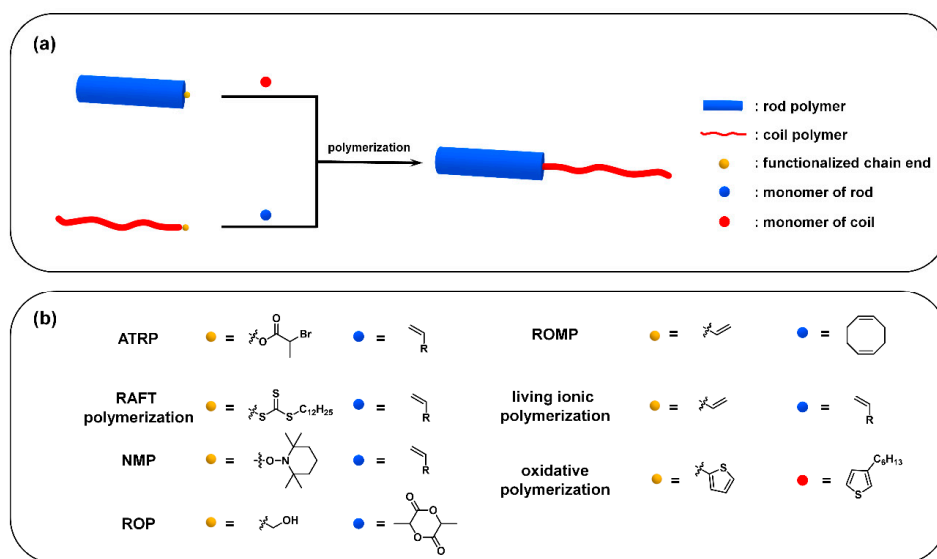 (a)
polymerization
: rod polymer
: coil polymer
: functionalized chain end
: monomer of rod
: monomer of coil
(b)
ATRP = O O Br = R
RAFT polymerization = S S S C12H25 = R
NMP = O N = R
ROP = OH = O O O O
ROMP = =
living ionic polymerization = = R
oxidative polymerization = S = C6H13 S